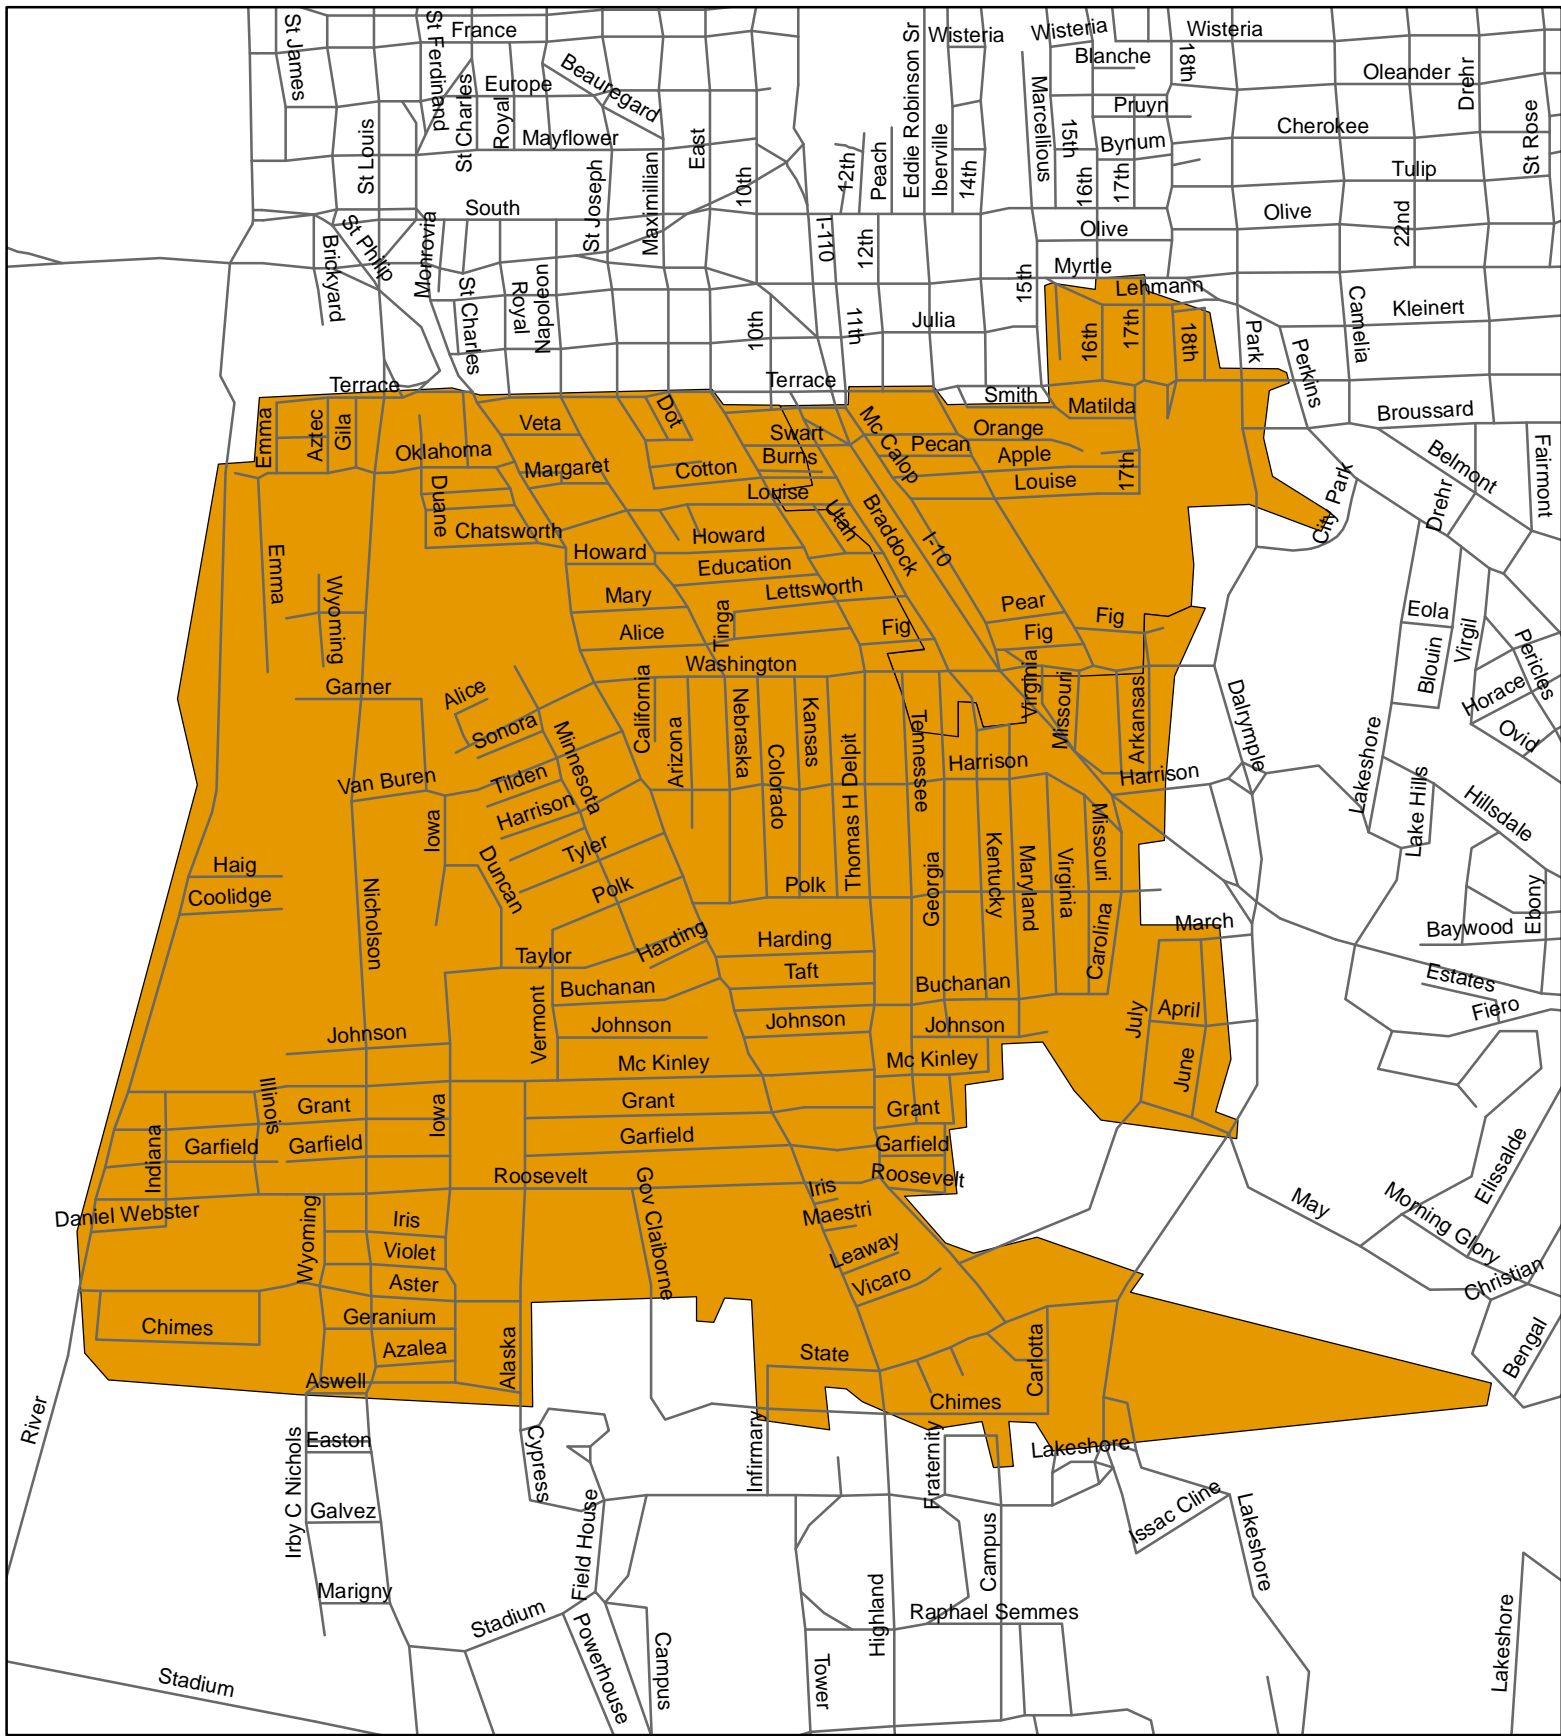 St James
St Ferdinand
France
Eddie Robinson Sr
Wisteria
Wisteria
Wisteria
Blanche
18th
Oleander
Drehr
St Charles
Europe
Royal
Beauregard
Mayflower
St Louis
East
Marcellious
Pruyn
15th
Bynum
Cherokee
St Rose
12th
Peach
Iberville
14th
16th
17th
Tulip
10th
Maximillian
St Joseph
South
St Philip
Brickyard
Monrovia
I-110
12th
Olive
Olive
22nd
Myrtle
15th
Lehmann
St Charles
Royal
Napoleon
10th
11th
Julia
16th
17th
18th
Park
Perkins
Camelia
Kleinert
Terrace
Terrace
Smith
Matilda
Broussard
Emma
Aztec
Gila
Oklahoma
Veta
Dot
Swart
Mc Calop
Orange
Pecan
Apple
Burns
Cotton
Margaret
Louise
Louise
17th
City Park
Belmont
Drehr
Fairmont
Duane
Chatsworth
Howard
Howard
Utah
Braddock
I-10
Education
Emma
Wyoming
Mary
Lettsworth
Alice
Tinga
Fig
Pear
Fig
Fig
Eola
Blouin
Virgil
Pericles
Horace
Ovid
Washington
Garner
Alice
Sonora
Minnesota
California
Arizona
Nebraska
Colorado
Kansas
Thomas H Delpit
Tennessee
Virginia
Missouri
Arkansas
Dalrymple
Lakeshore
Lake Hills
Hillsdale
Van Buren
Tilden
Harrison
Harrison
Harrison
Iowa
Tyler
Duncan
Polk
Polk
Haig
Coolidge
Nicholson
Georgia
Kentucky
Maryland
Virginia
Missouri
Carolina
March
Baywood
Ebony
Estates
Fiero
Taylor
Harding
Harding
Taft
Vermont
Buchanan
Buchanan
Johnson
Johnson
Johnson
Johnson
July
April
June
Mc Kinley
Mc Kinley
Illinois
Grant
Grant
Grant
Iowa
Indiana
Garfield
Garfield
Garfield
Garfield
Roosevelt
Roosevelt
Gov Claiborne
Iris
Maestri
Leaway
Vicaro
Daniel Webster
Wyoming
Iris
Violet
Aster
Geranium
Azalea
Aswell
Alaska
Chimes
May
Morning Glory
Elissalde
Christian
Bengal
State
Carlotta
Chimes
River
Irby C Nichols
Easton
Galvez
Marigny
Cypress
Field House
Infirmary
Fraternity
Lakeshore
Issac Cline
Lakeshore
Campus
Highland
Raphael Semmes
Stadium
Stadium
Powerhouse
Campus
Tower
Lakeshore